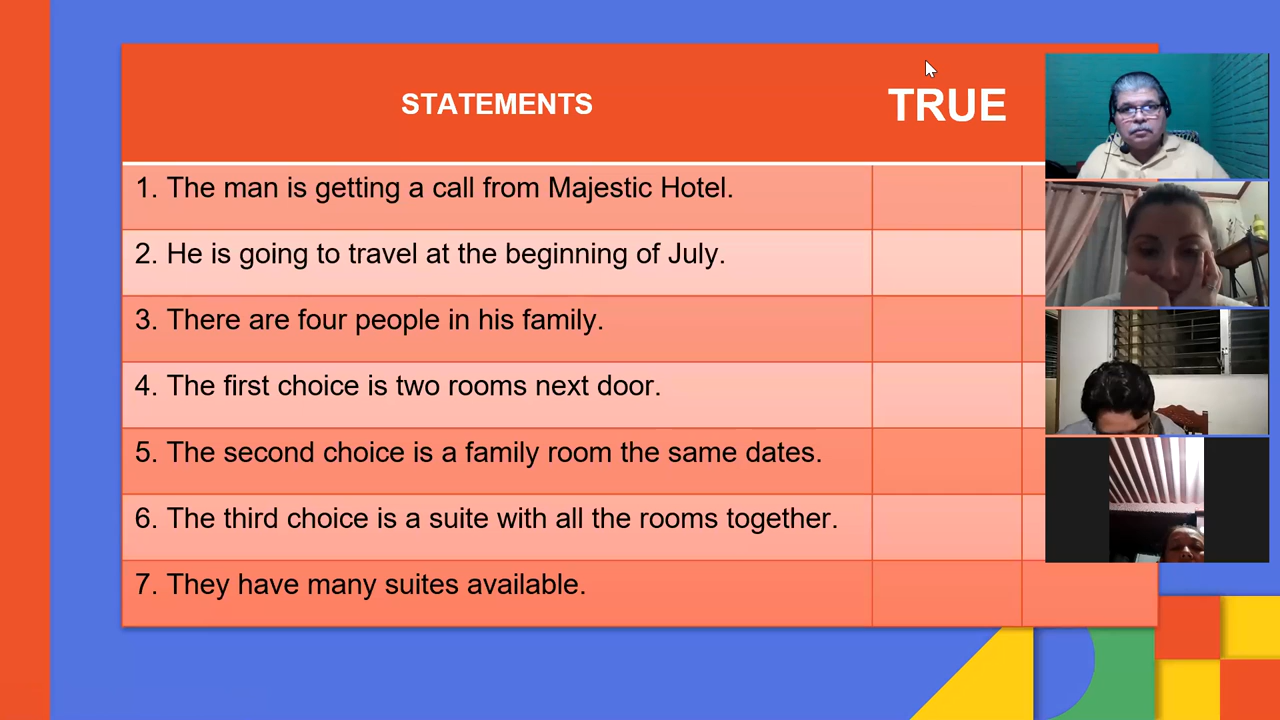 STATEMENTS TRUE
1. The man is getting a call from Majestic Hotel.
2. He is going to travel at the beginning of July.
3. There are four people in his family.
4. The first choice is two rooms next door.
5. The second choice is a family room the same dates.
6. The third choice is a suite with all the rooms together.
7. They have many suites available.